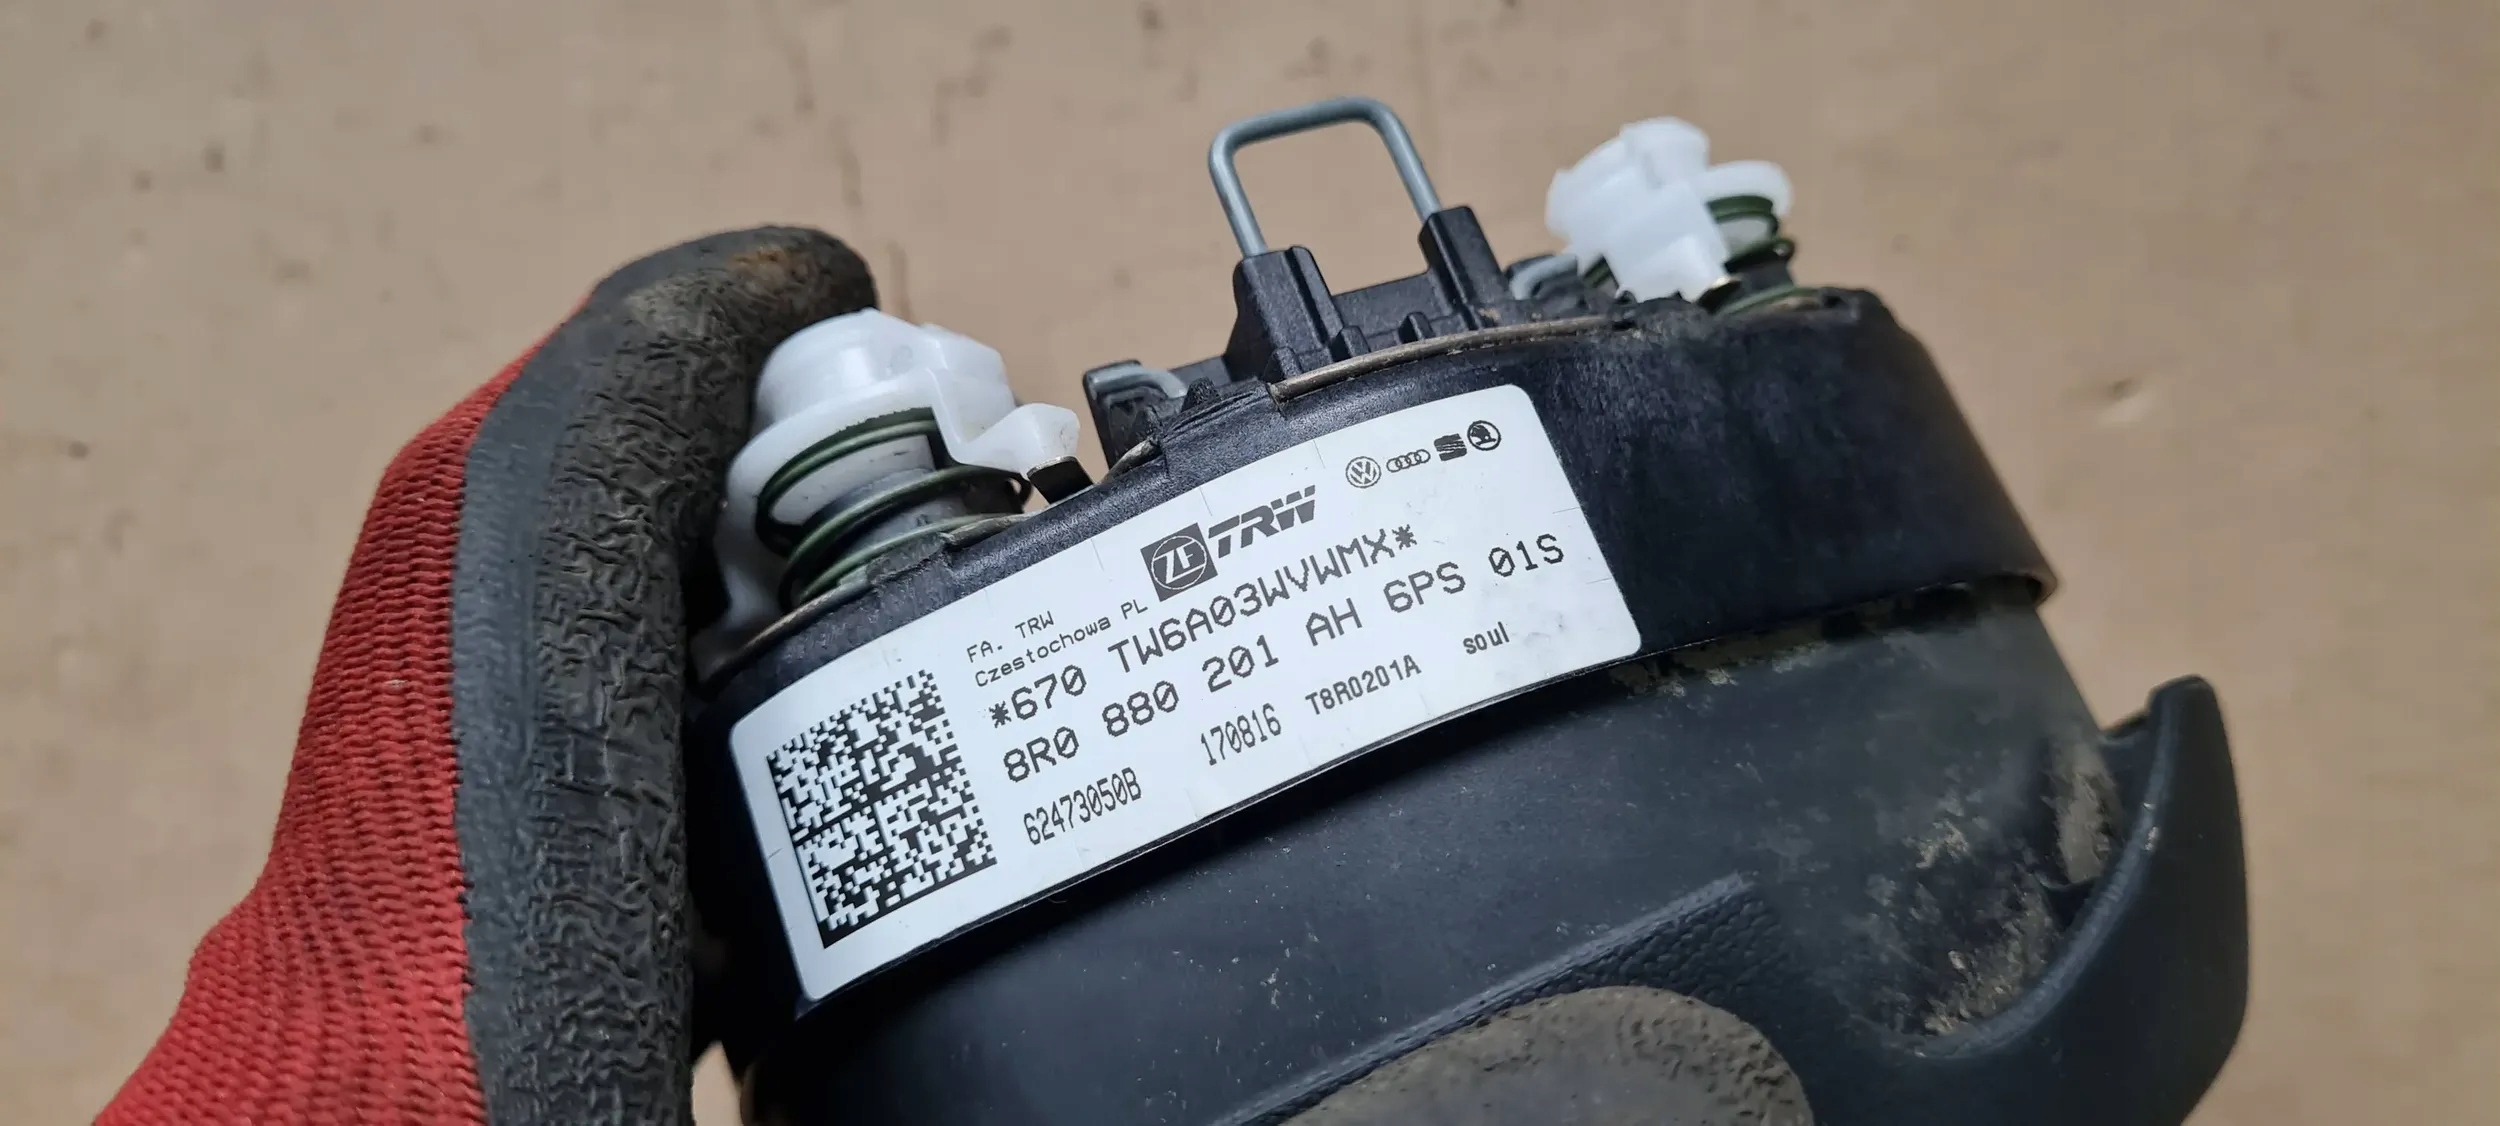 ZF TRW
FA. TRW
Czestochowa PL
*670 TW6A03WVWMX*
8R0 880 201 AH 6PS 01S
62473050B 170816 T8R0201A soul